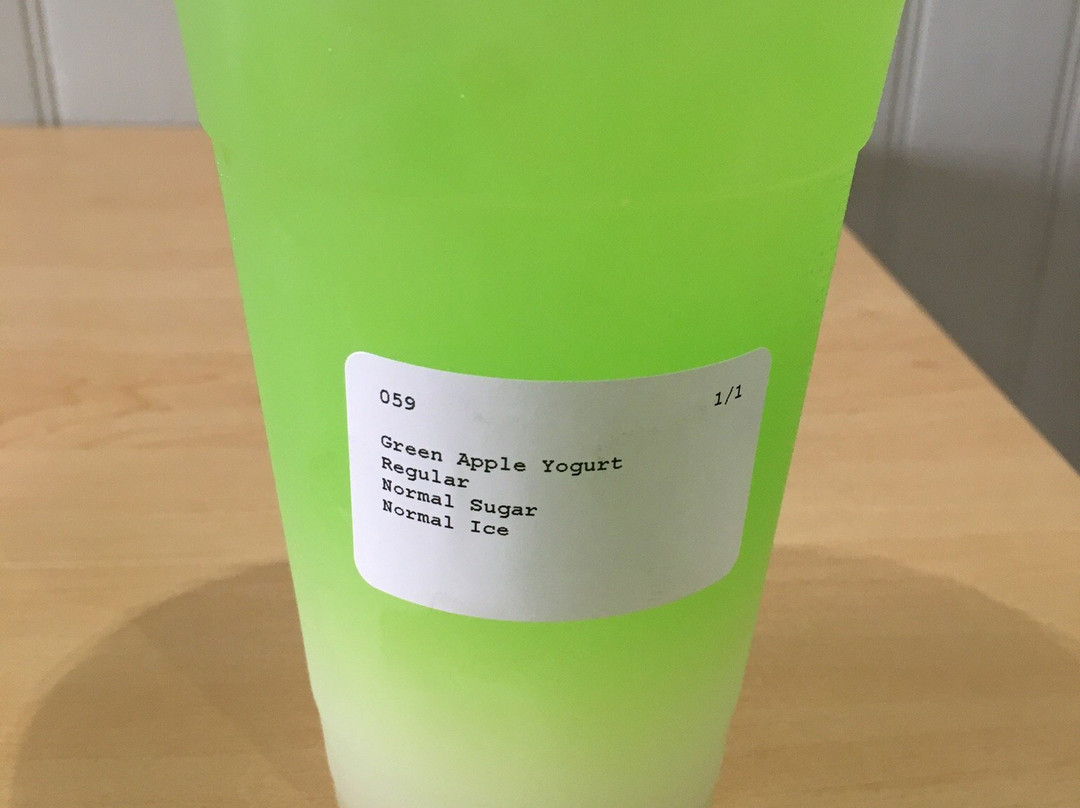 059 1/1
Green Apple Yogurt
Regular
Normal Sugar
Normal Ice